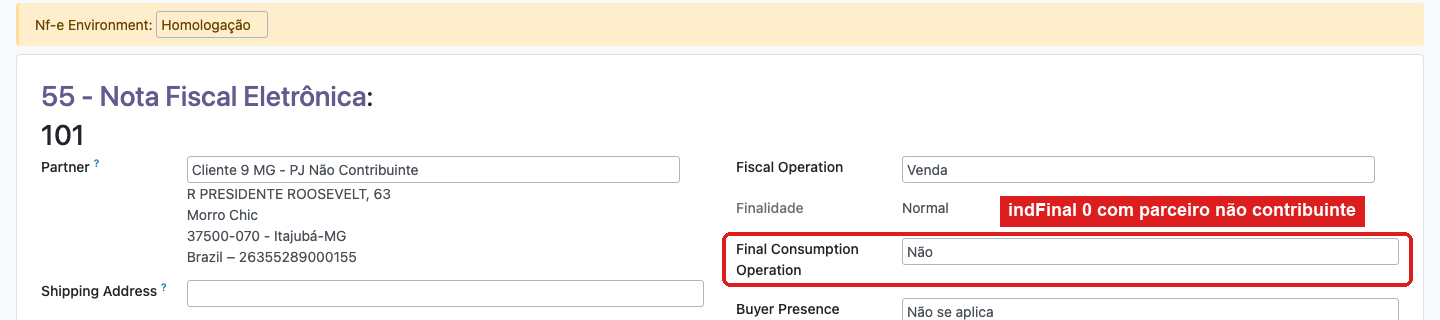 Nf-e Environment: Homologação
55 - Nota Fiscal Eletrônica:
101
Partner ?
Cliente 9 MG - PJ Não Contribuinte
R PRESIDENTE ROOSEVELT, 63
Morro Chic
37500-070 - Itajubá-MG
Brazil – 26355289000155
Shipping Address ?
Fiscal Operation
Venda
Finalidade
Normal
indFinal 0 com parceiro não contribuinte
Final Consumption
Operation
Não
Buyer Presence
Não se aplica